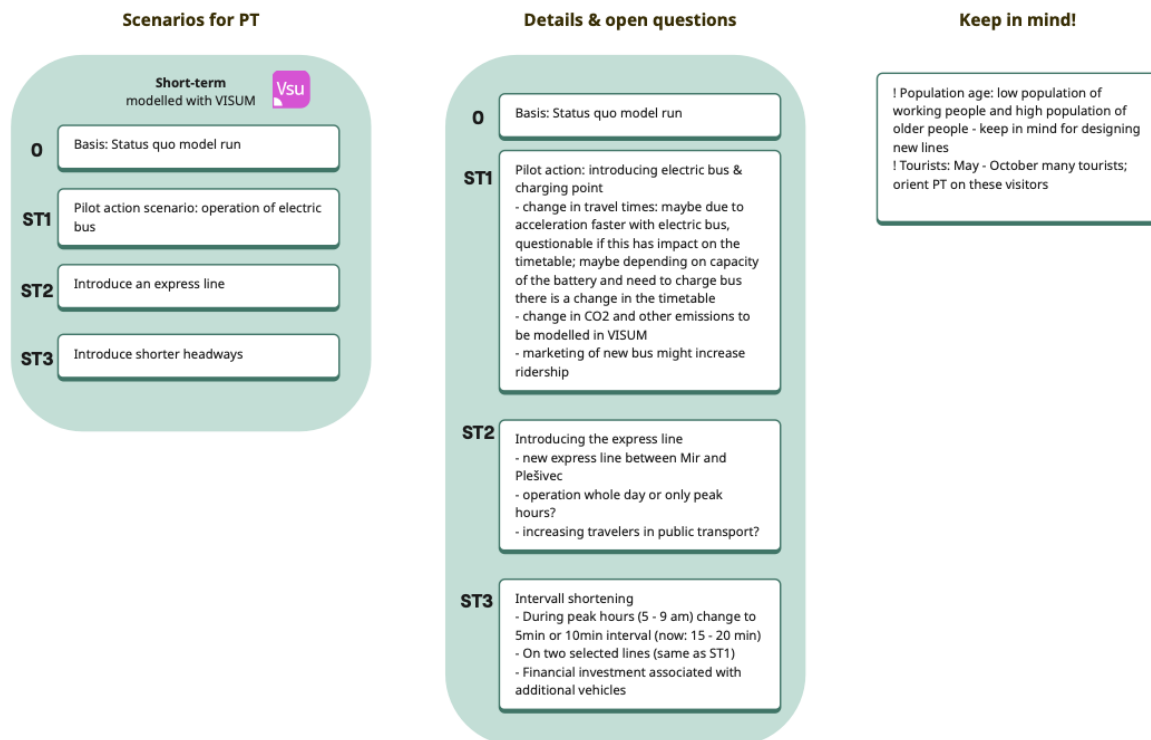 Scenarios for PT
Short-term
modelled with VISUM
Vsu
0
Basis: Status quo model run
ST1
Pilot action scenario: operation of electric
bus
ST2
Introduce an express line
ST3
Introduce shorter headways
Details & open questions
0
Basis: Status quo model run
ST1
Pilot action: introducing electric bus &
charging point
- change in travel times: maybe due to
acceleration faster with electric bus,
questionable if this has impact on the
timetable; maybe depending on capacity
of the battery and need to charge bus
there is a change in the timetable
- change in CO2 and other emissions to
be modelled in VISUM
- marketing of new bus might increase
ridership
ST2
Introducing the express line
- new express line between Mir and
Plešivec
- operation whole day or only peak
hours?
- increasing travelers in public transport?
ST3
Intervall shortening
- During peak hours (5 - 9 am) change to
5min or 10min interval (now: 15 - 20 min)
- On two selected lines (same as ST1)
- Financial investment associated with
additional vehicles
Keep in mind!
! Population age: low population of
working people and high population of
older people - keep in mind for designing
new lines
! Tourists: May - October many tourists;
orient PT on these visitors